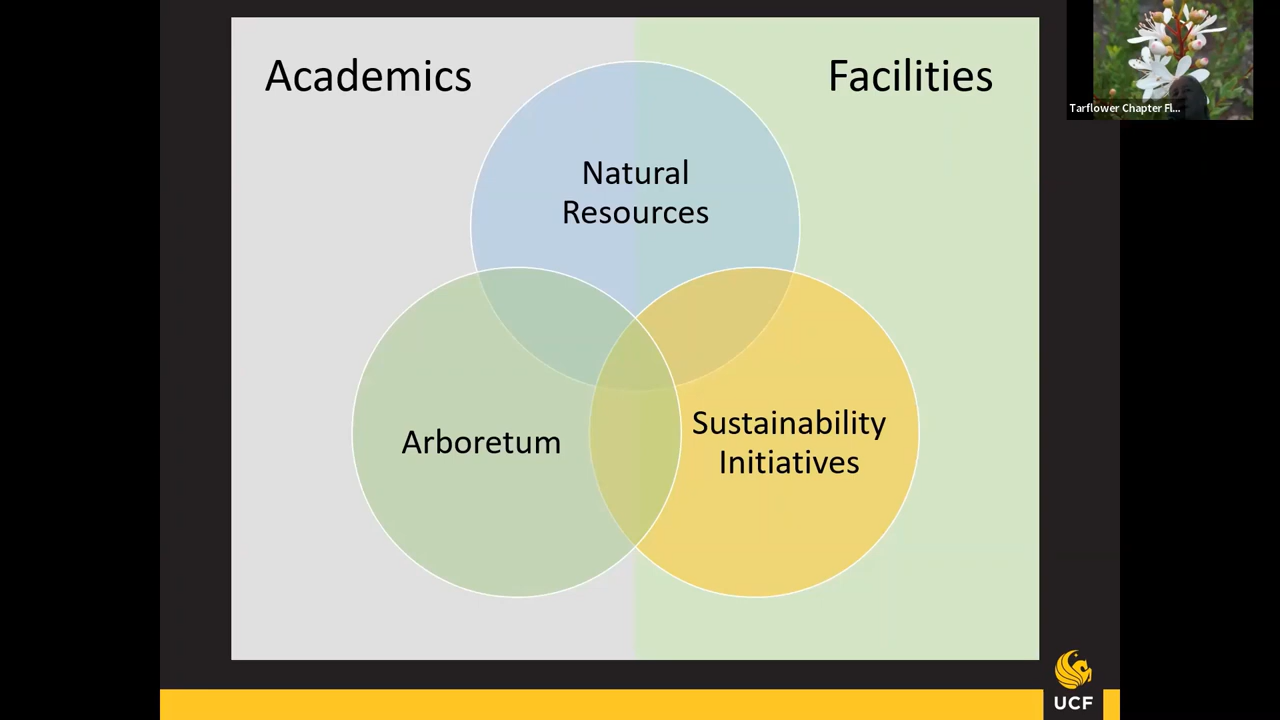 Academics
Facilities
Tarflower Chapter Fl...
Natural
Resources
Arboretum
Sustainability
Initiatives
UCF